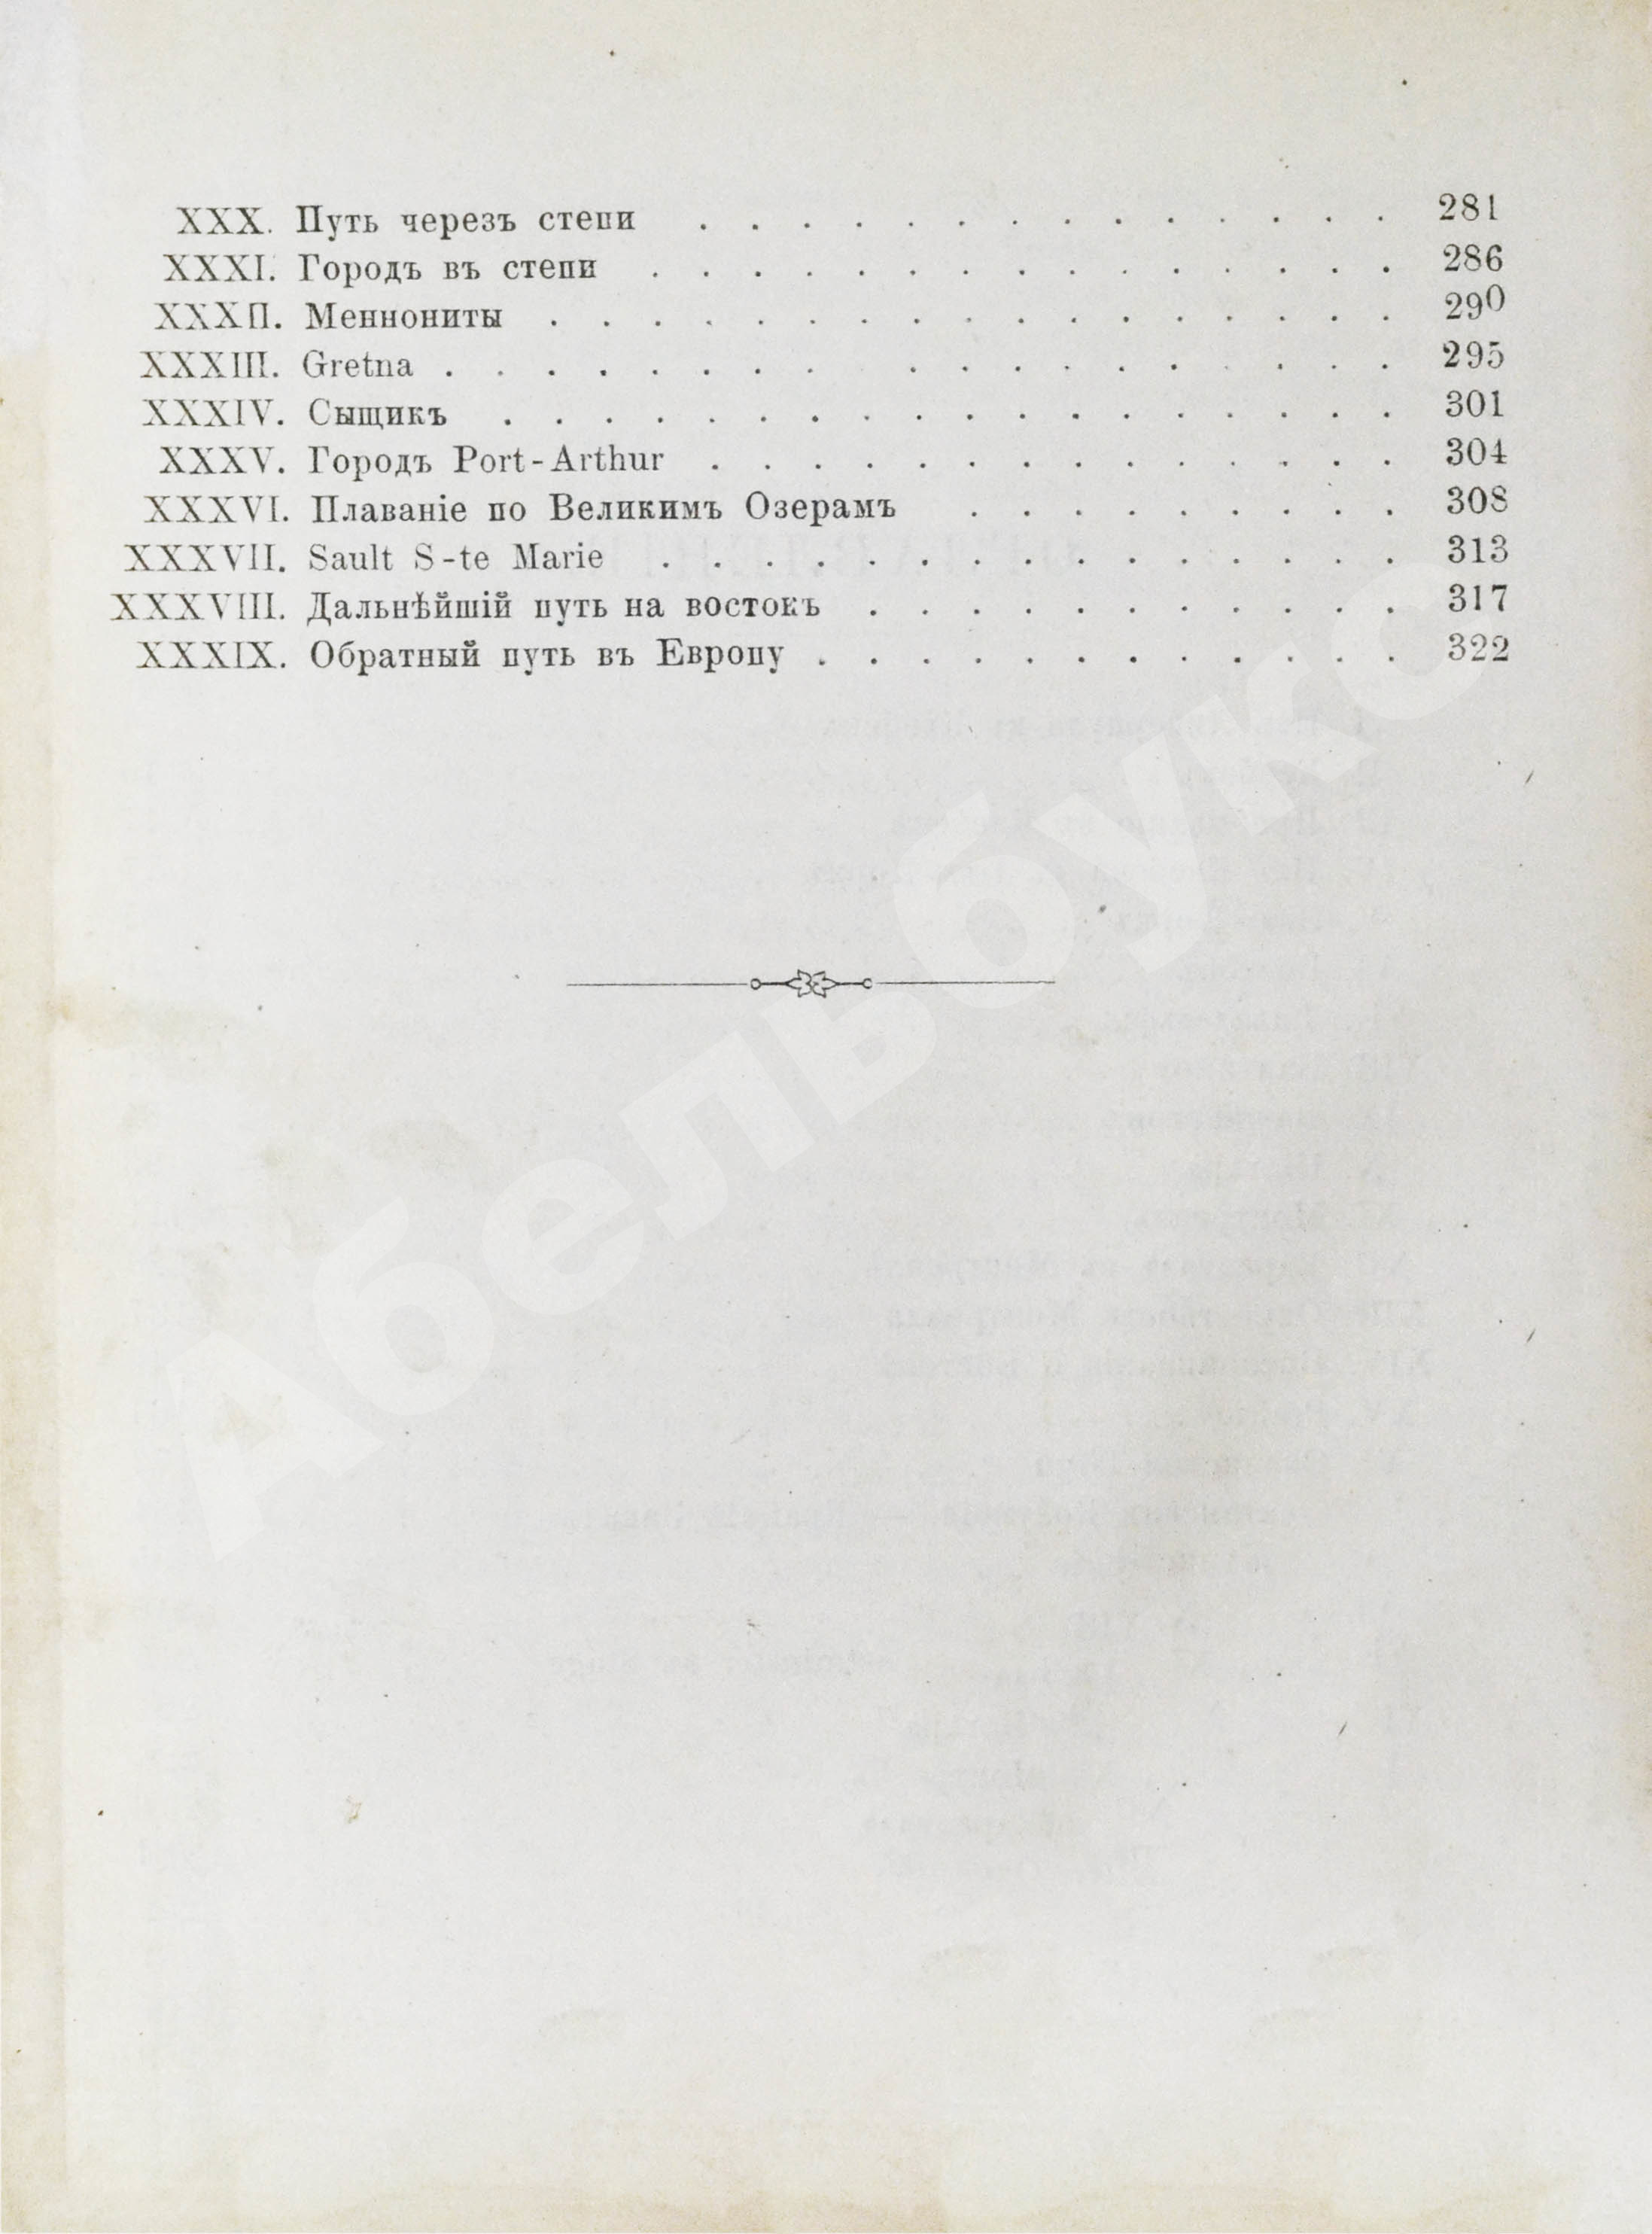 XXX. Путь черезъ степи . . . . . . . . . . . . . . 281
XXXI. Городъ въ степи . . . . . . . . . . . . . . . 286
XXXII. Меннониты . . . . . . . . . . . . . . . . . 290
XXXIII. Gretna . . . . . . . . . . . . . . . . . . 295
XXXIV. Сыщикъ . . . . . . . . . . . . . . . . . . 301
XXXV. Городъ Port-Arthur . . . . . . . . . . . . . . 304
XXXVI. Плаваніе по Великимъ Озерамъ . . . . . . . . . 308
XXXVII. Sault S-te Marie . . . . . . . . . . . . . . . 313
XXXVIII. Дальнѣйшій путь на востокъ . . . . . . . . . . . 317
XXXIX. Обратный путь въ Европу . . . . . . . . . . . . 322
Абельбукс